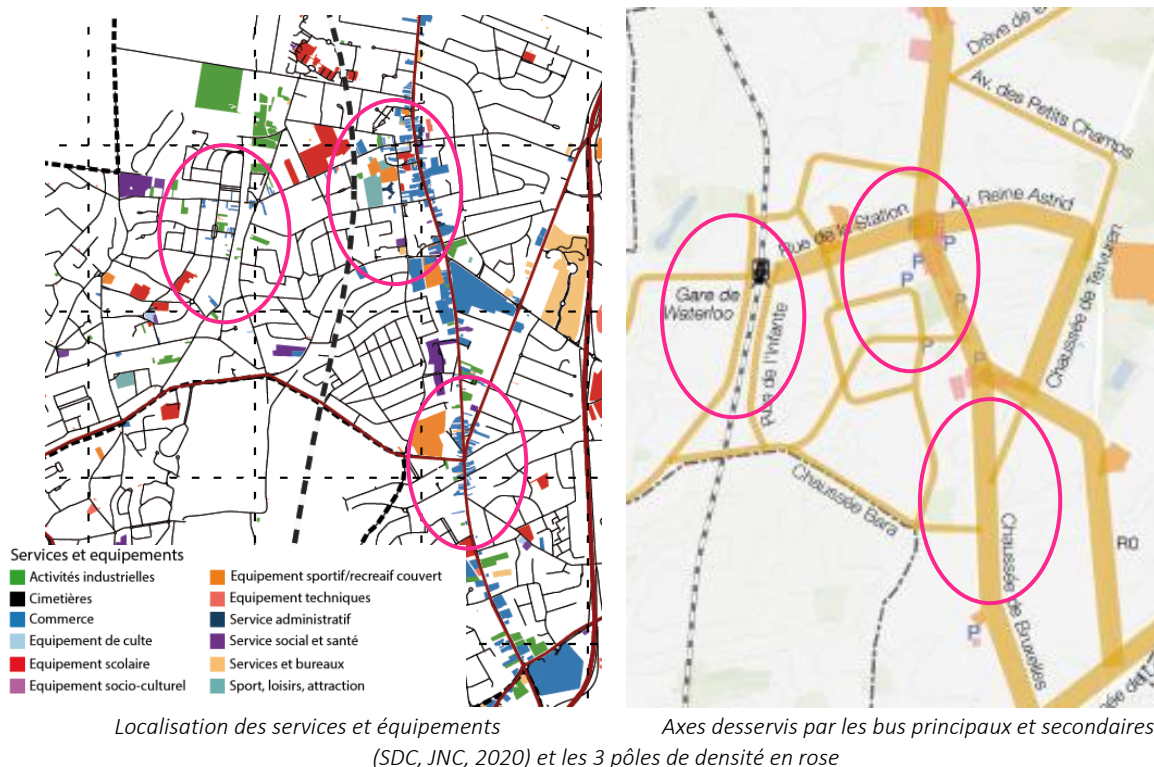 Services et equipements
Activités industrielles
Cimetières
Commerce
Equipement de culte
Equipement scolaire
Equipement socio-culturel
Equipement sportif/recreaif couvert
Equipement techniques
Service administratif
Service social et santé
Services et bureaux
Sport, loisirs, attraction
Drève de
Av. des Petits Champs
Av. Reine Astrid
Rue de la Station
P
P
P
P
P
P
Gare de
Waterloo
Rue de l'Infante
Chaussée de Tervuren
Chaussée Bara
Chaussée de Bruxelles
R0
Localisation des services et équipements
Axes desservis par les bus principaux et secondaires
(SDC, JNC, 2020) et les 3 pôles de densité en rose